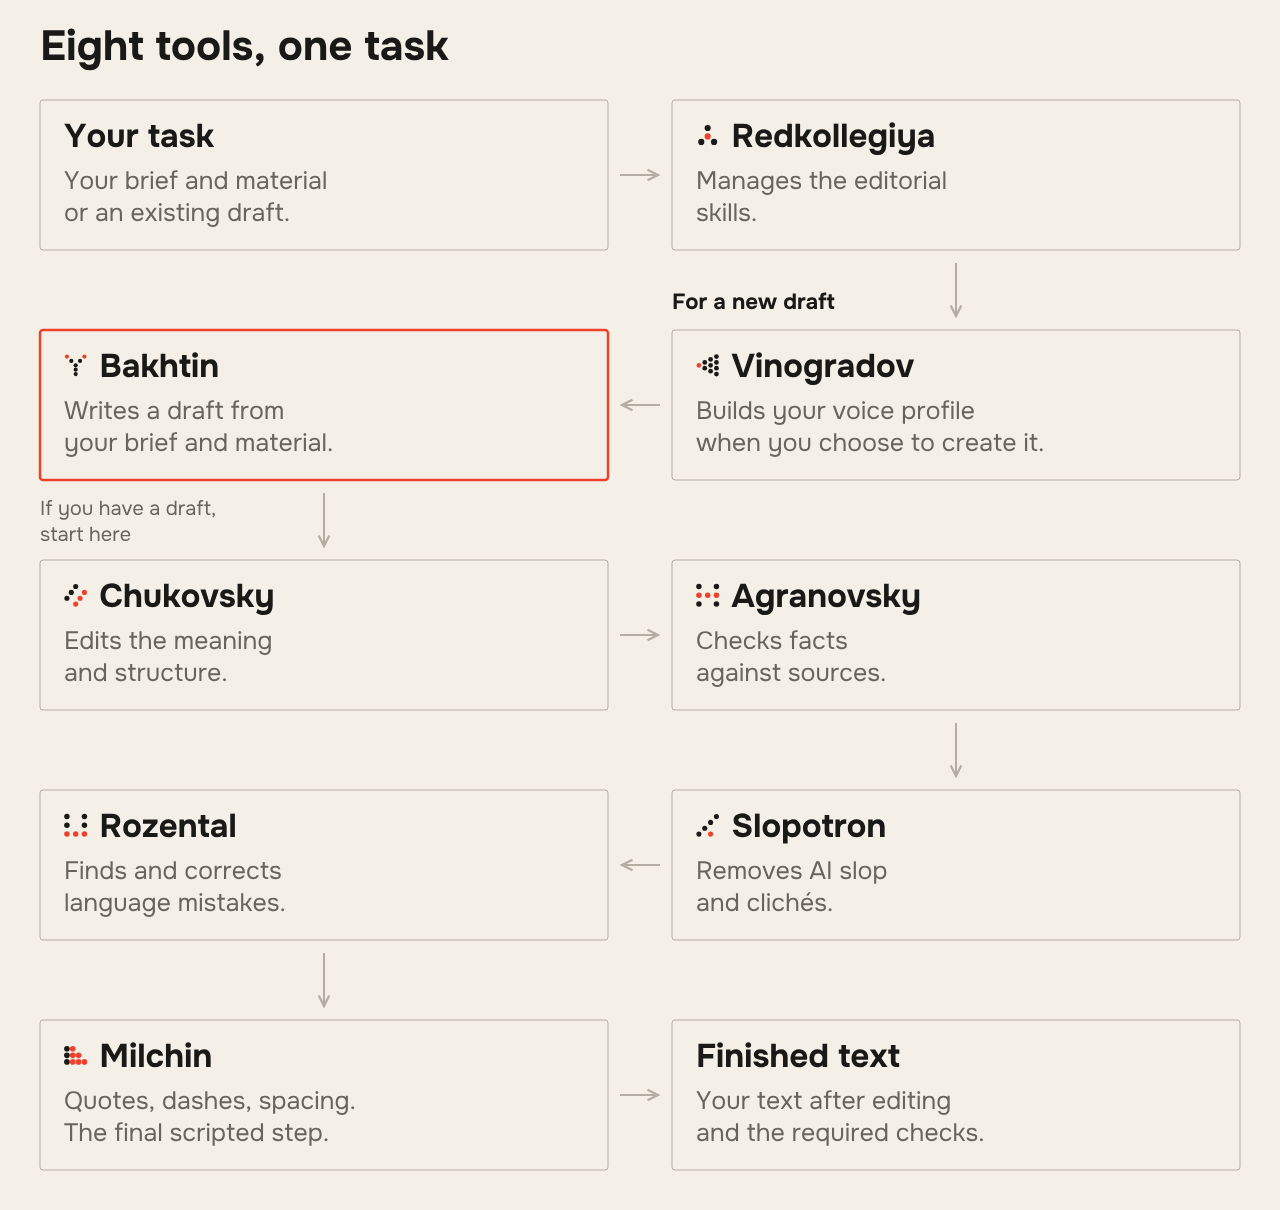 Eight tools, one task
Your task
Your brief and material
or an existing draft.
Redkollegiya
Manages the editorial
skills.
For a new draft
Vinogradov
Builds your voice profile
when you choose to create it.
Bakhtin
Writes a draft from
your brief and material.
If you have a draft,
start here
Chukovsky
Edits the meaning
and structure.
Agranovsky
Checks facts
against sources.
Slopotron
Removes AI slop
and clichés.
Rozental
Finds and corrects
language mistakes.
Milchin
Quotes, dashes, spacing.
The final scripted step.
Finished text
Your text after editing
and the required checks.